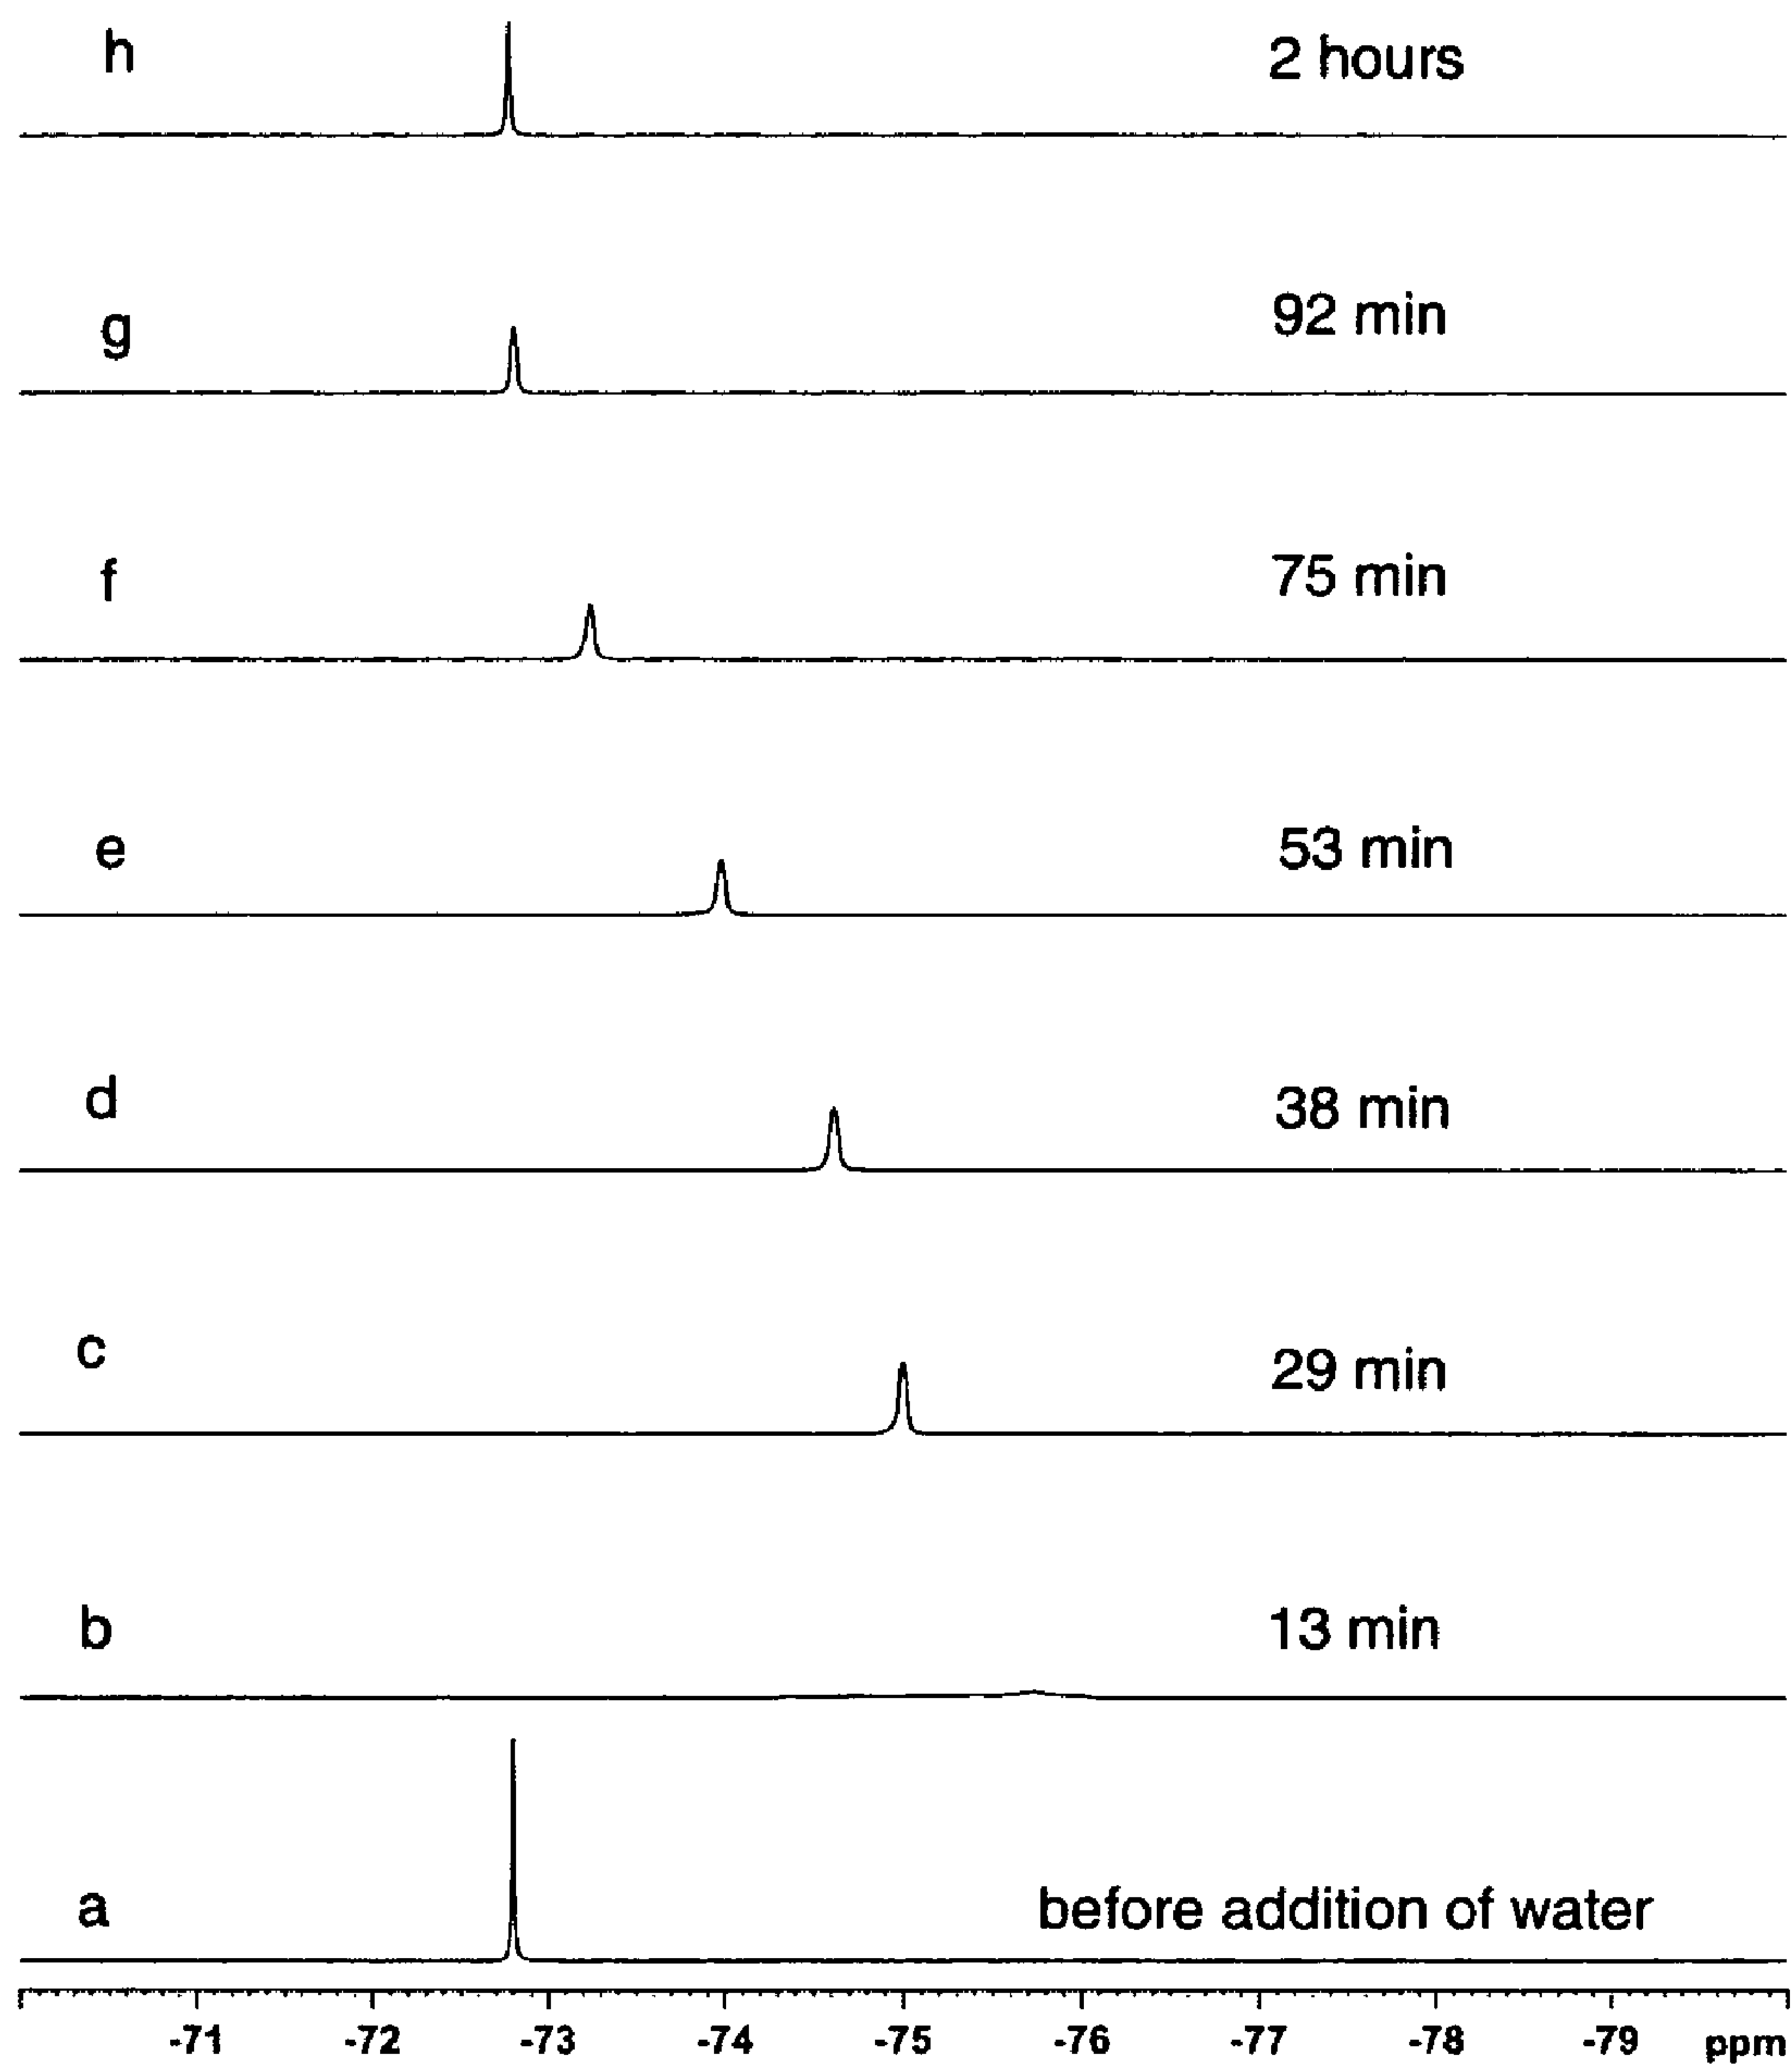 h 2 hours
g 92 min
f 75 min
e 53 min
d 38 min
c 29 min
b 13 min
a before addition of water
-71 -72 -73 -74 -75 -76 -77 -78 -79 ppm